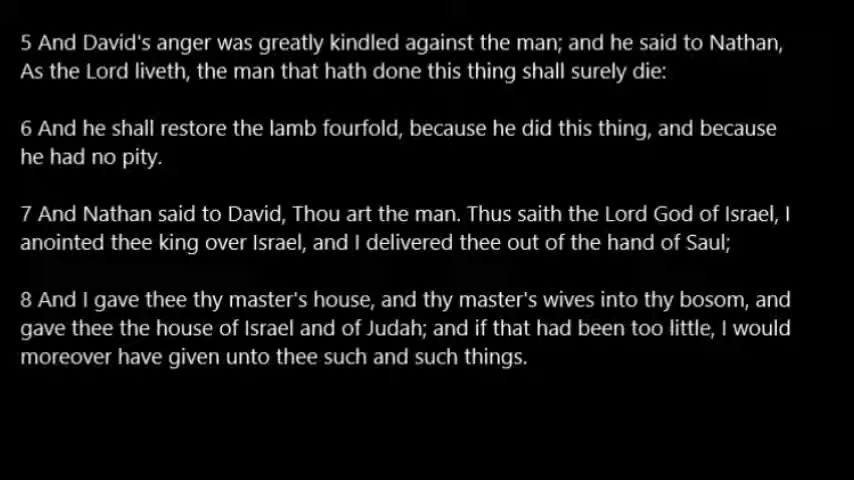 5 And David's anger was greatly kindled against the man; and he said to Nathan,
As the Lord liveth, the man that hath done this thing shall surely die:
6 And he shall restore the lamb fourfold, because he did this thing, and because
he had no pity.
7 And Nathan said to David, Thou art the man. Thus saith the Lord God of Israel, I
anointed thee king over Israel, and I delivered thee out of the hand of Saul;
8 And I gave thee thy master's house, and thy master's wives into thy bosom, and
gave thee the house of Israel and of Judah; and if that had been too little, I would
moreover have given unto thee such and such things.